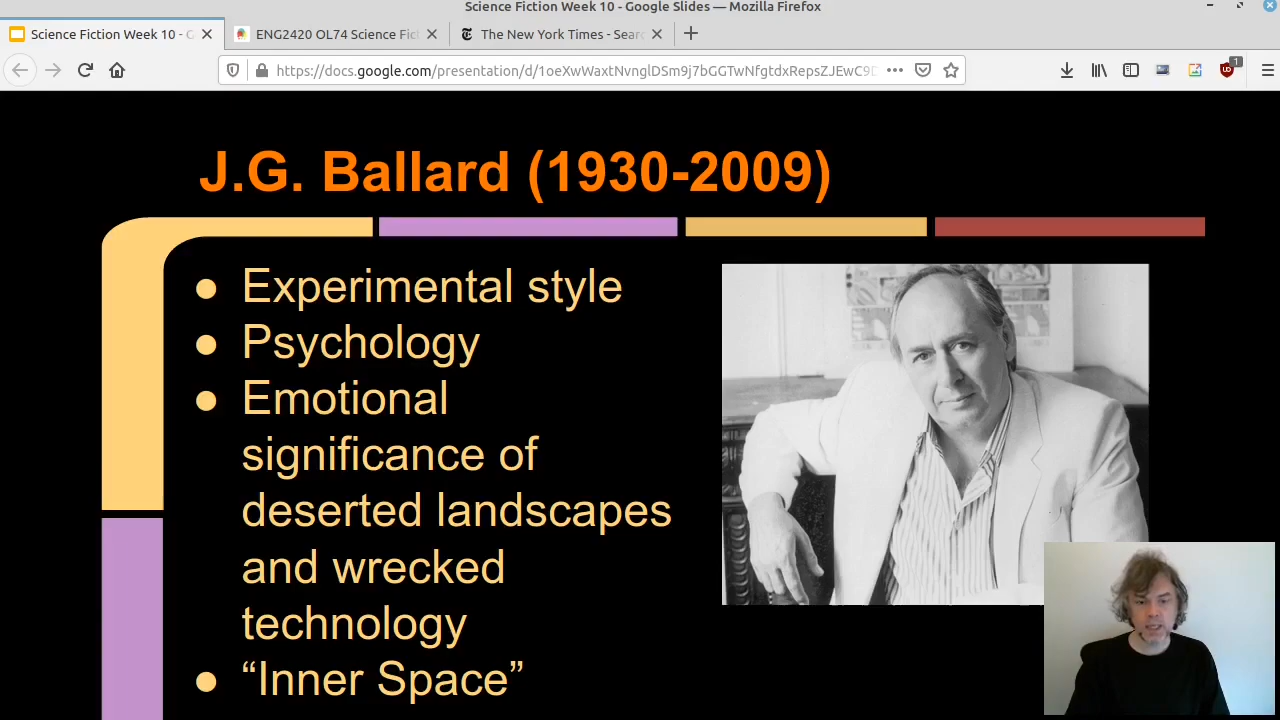 Science Fiction Week 10 - Google Slides — Mozilla Firefox
Science Fiction Week 10 - G
ENG2420 OL74 Science Fic
The New York Times - Sear
https://docs.google.com/presentation/d/1oeXwWaxtNvnglDSm9j7bGGTwNfgtdxRepsZJEwC9D
1
J.G. Ballard (1930-2009)
● Experimental style
● Psychology
● Emotional
significance of
deserted landscapes
and wrecked
technology
● “Inner Space”